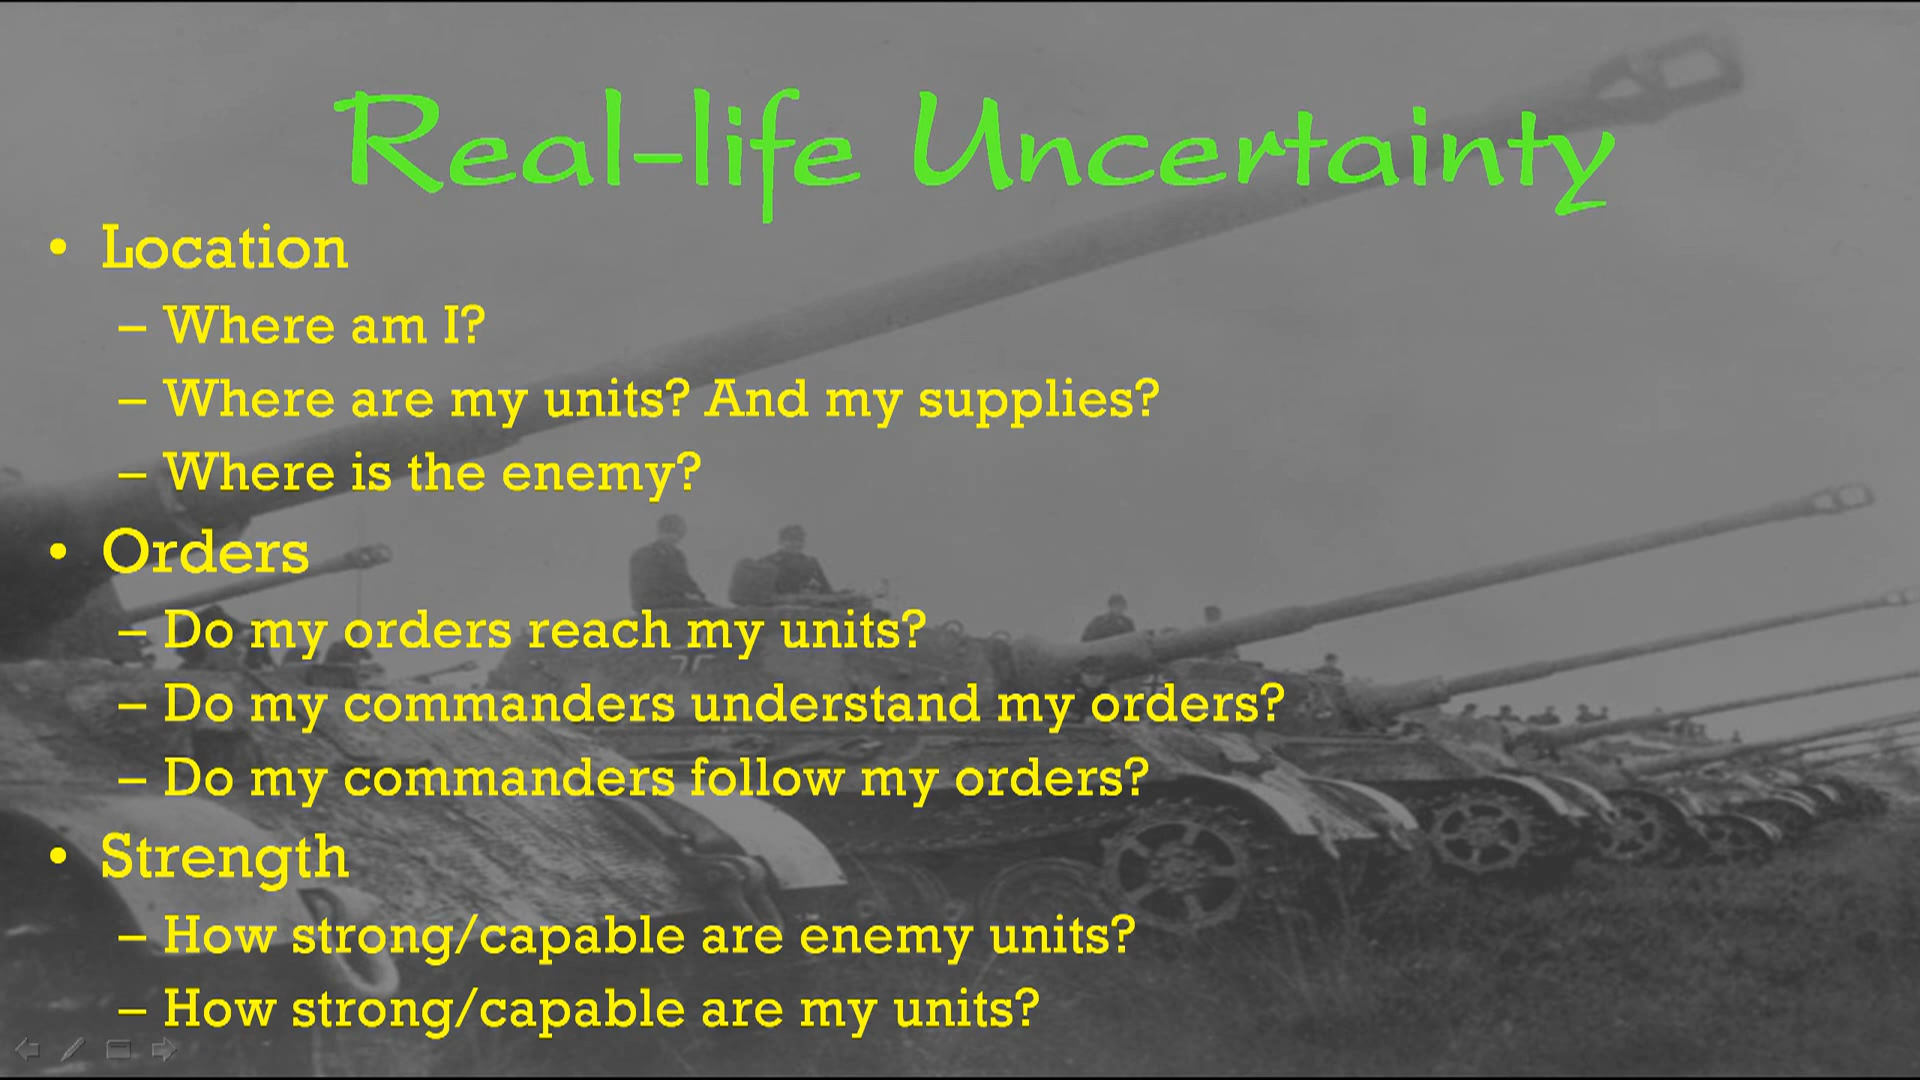 Real-life Uncertainty
• Location
– Where am I?
– Where are my units? And my supplies?
– Where is the enemy?
• Orders
– Do my orders reach my units?
– Do my commanders understand my orders?
– Do my commanders follow my orders?
• Strength
– How strong/capable are enemy units?
– How strong/capable are my units?